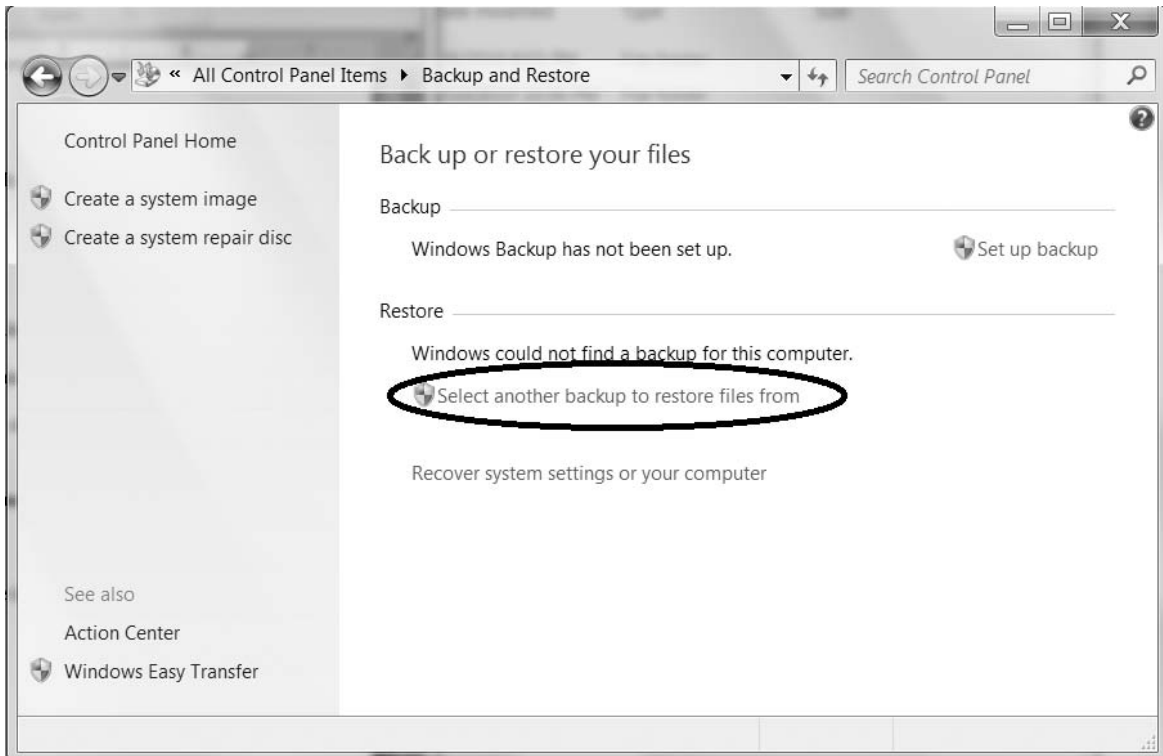 « All Control Panel Items ▸ Backup and Restore
Search Control Panel
Control Panel Home
Create a system image
Create a system repair disc
Back up or restore your files
Backup
Windows Backup has not been set up.
Set up backup
Restore
Windows could not find a backup for this computer.
Select another backup to restore files from
Recover system settings or your computer
See also
Action Center
Windows Easy Transfer